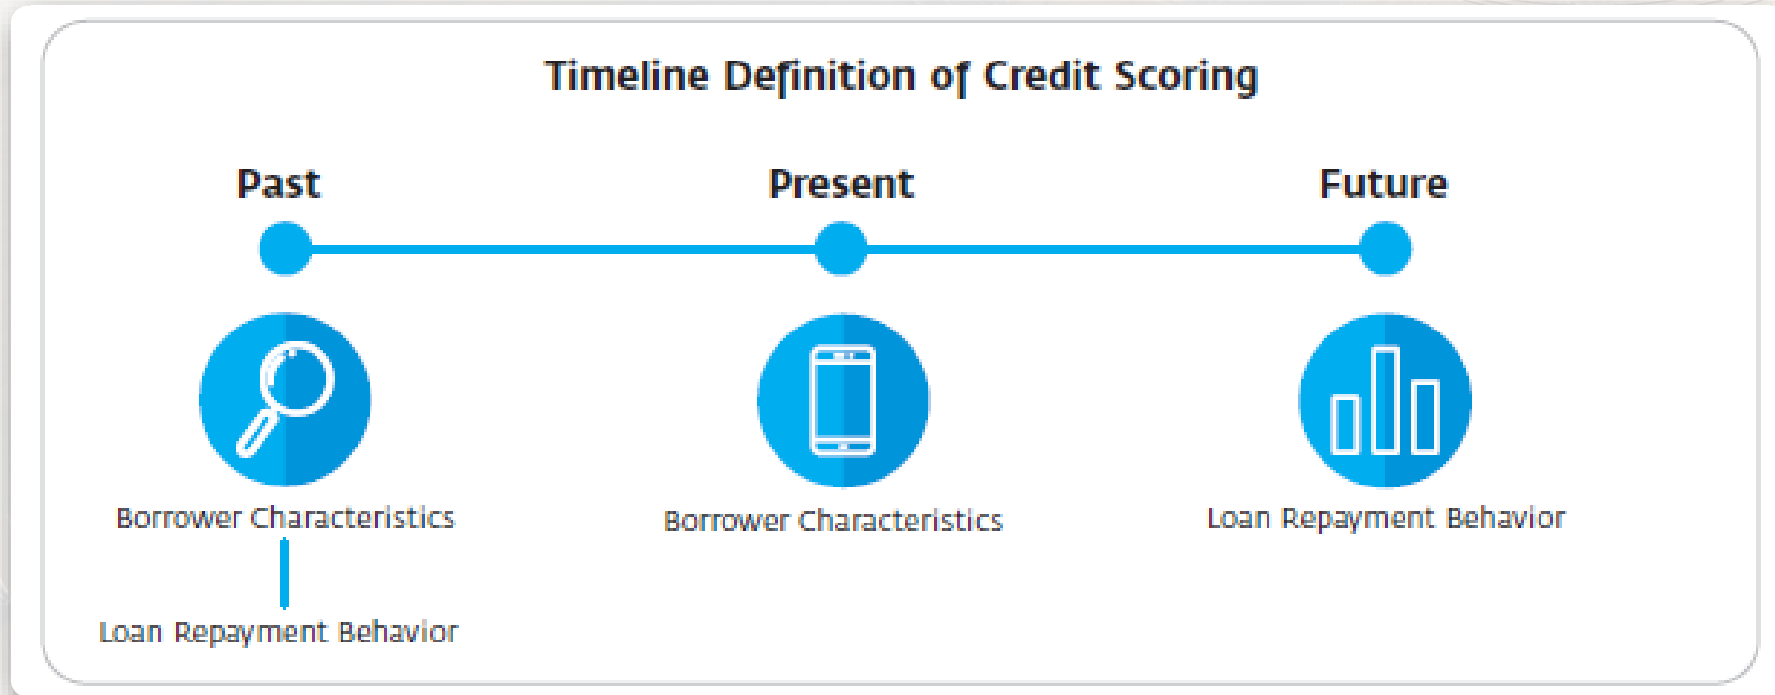 Timeline Definition of Credit Scoring
Past
Present
Future
Borrower Characteristics
Borrower Characteristics
Loan Repayment Behavior
Loan Repayment Behavior